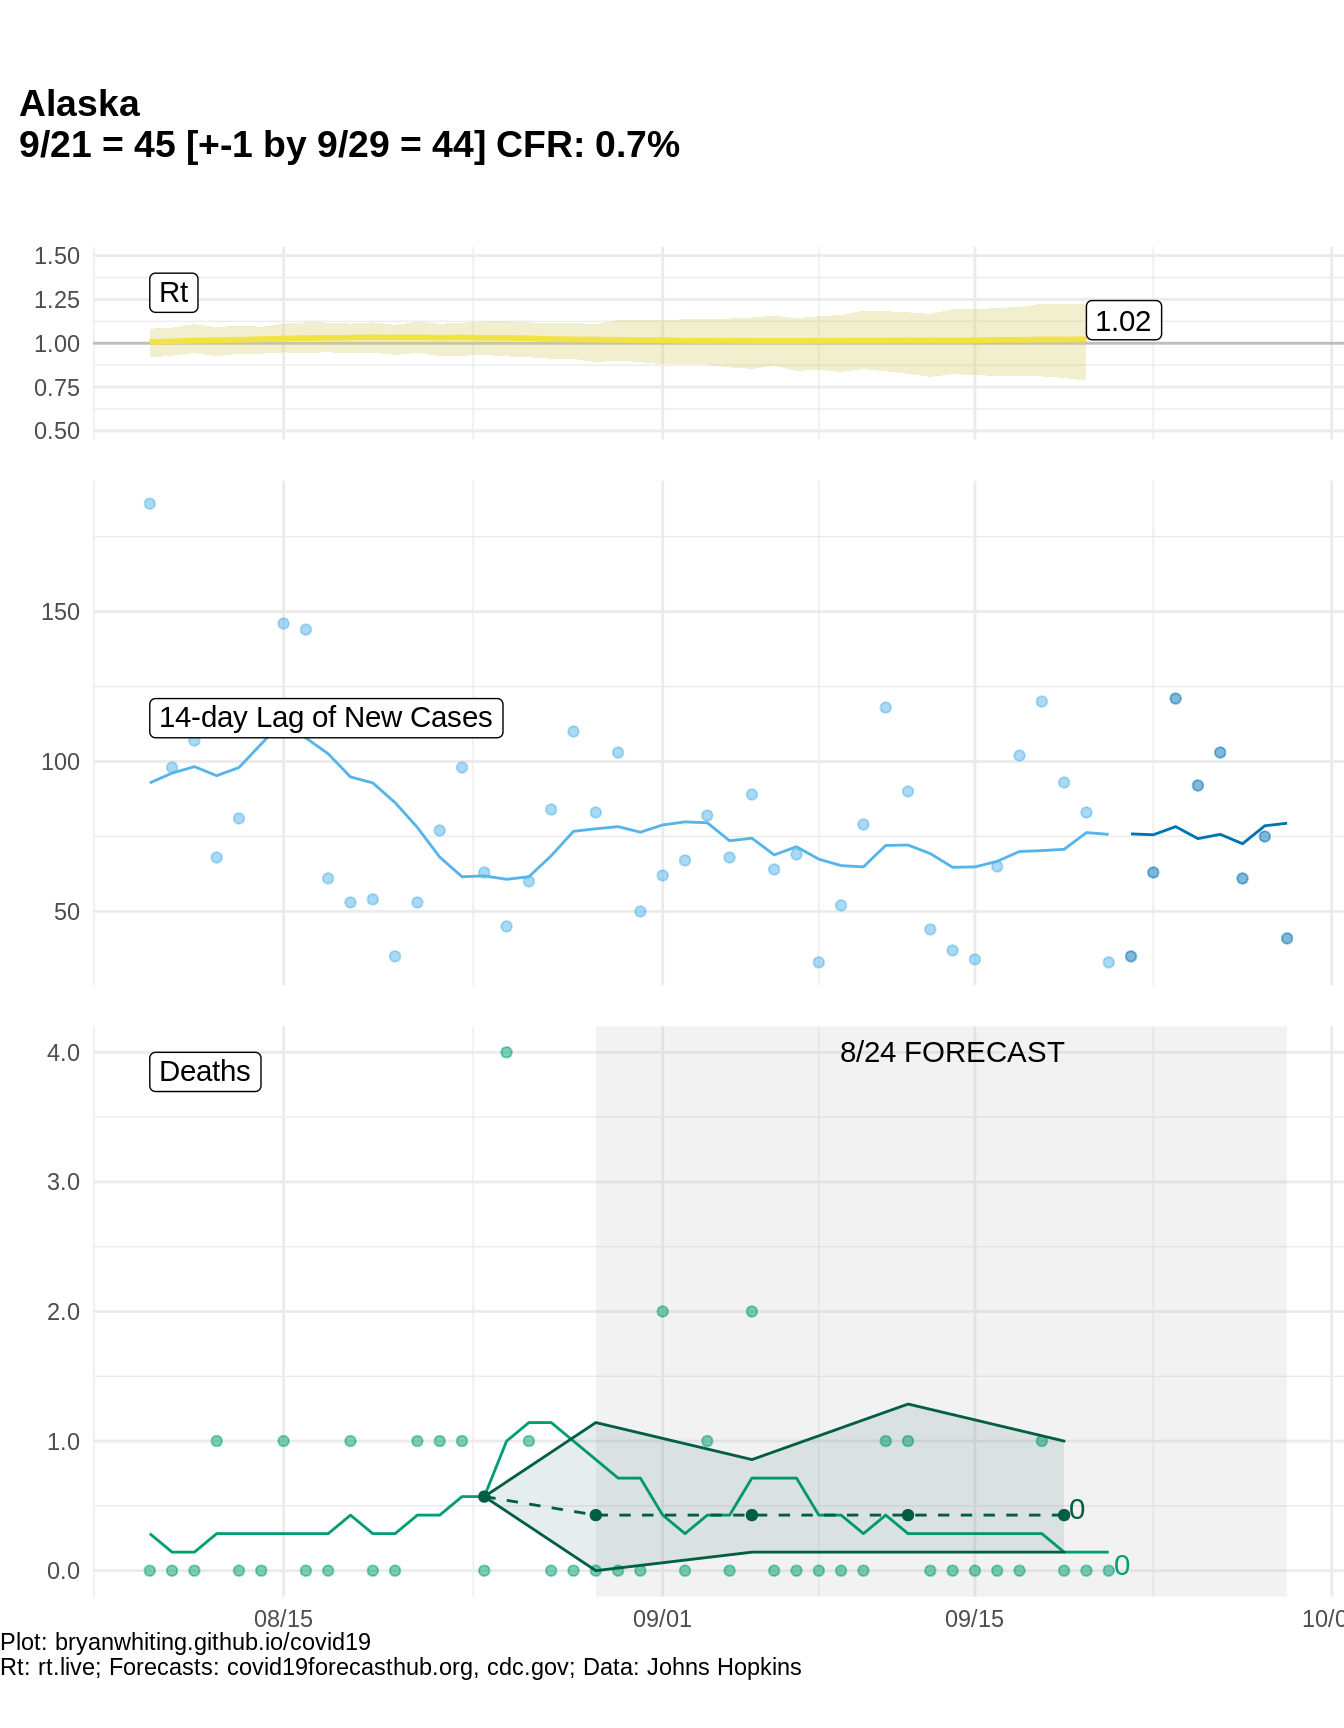 Alaska
9/21 = 45 [+-1 by 9/29 = 44] CFR: 0.7%
1.50
Rt
1.25
1.02
1.00
0.75
0.50
150
14-day Lag of New Cases
100
50
4.0
8/24 FORECAST
Deaths
3.0
2.0
1.0
0
0
0.0
08/15 09/01 09/15 10/0
Plot: bryanwhiting.github.io/covid19
Rt: rt.live; Forecasts: covid19forecasthub.org, cdc.gov; Data: Johns Hopkins